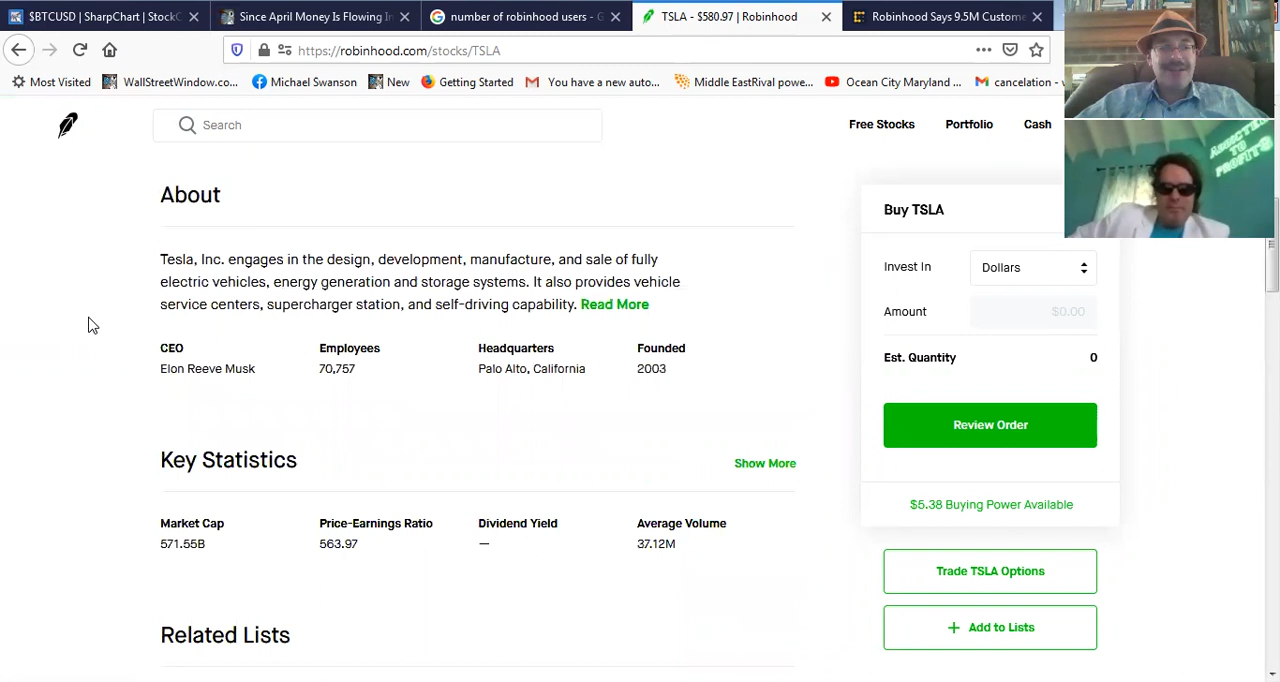 $BTCUSD | SharpChart | StockC
Since April Money Is Flowing In
number of robinhood users - G
TSLA - $580.97 | Robinhood
Robinhood Says 9.5M Custome
https://robinhood.com/stocks/TSLA
Most Visited
WallStreetWindow.co...
Michael Swanson
New
Getting Started
You have a new auto...
Middle EastRival powe...
Ocean City Maryland ...
cancelation -
Search
Free Stocks
Portfolio
Cash
ADDICTED
TO
PROFITS
About
Tesla, Inc. engages in the design, development, manufacture, and sale of fully
electric vehicles, energy generation and storage systems. It also provides vehicle
service centers, supercharger station, and self-driving capability. Read More
CEO
Elon Reeve Musk
Employees
70,757
Headquarters
Palo Alto, California
Founded
2003
Key Statistics
Show More
Market Cap
571.55B
Price-Earnings Ratio
563.97
Dividend Yield
—
Average Volume
37.12M
Related Lists
Buy TSLA
Invest In
Dollars
Amount
$0.00
Est. Quantity
0
Review Order
$5.38 Buying Power Available
Trade TSLA Options
+ Add to Lists